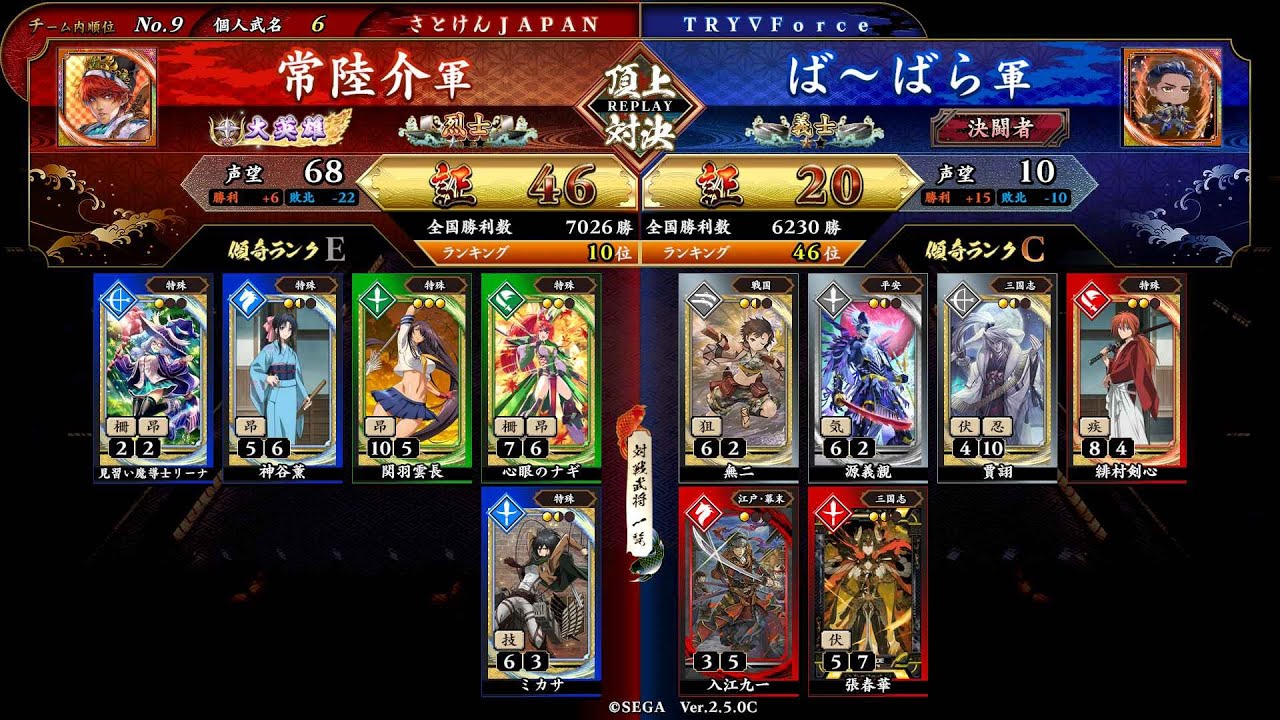 チーム内順位 No.9 個人武名 6 さとけんJAPAN
TRY∇Force
常陸介軍
頂上
REPLAY
対決
ば～ばら軍
大英雄 烈士
義士 決闘者
声望 68
勝利 +6 敗北 -22
証 46
証 20
声望 10
勝利 +15 敗北 -10
全国勝利数 7026勝
全国勝利数 6230勝
傾奇ランク E
ランキング 10位
ランキング 46位
傾奇ランク C
特殊
柵 昴
2 2
見習い魔導士リーナ
特殊
昴
5 6
神谷薫
特殊
昴
10 5
関羽雲長
特殊
柵 昴
7 6
心眼のナギ
特殊
技
6 3
ミカサ
対戦武将一覧
戦国
狙
6 2
無二
平安
気
6 2
源義親
三国志
伏 忍
4 10
賈詡
特殊
疾
8 4
緋村剣心
江戸・幕末
3 5
入江九一
三国志
伏
5 7
張春華
©SEGA Ver.2.5.0C